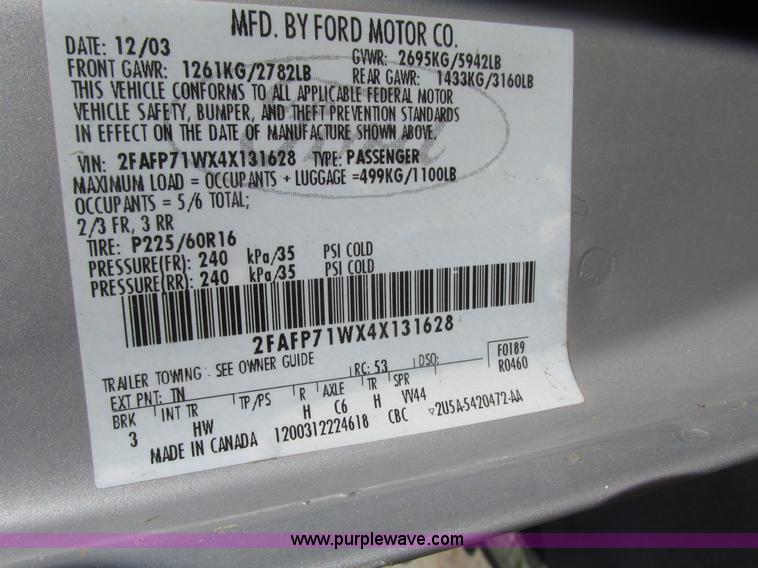 MFD. BY FORD MOTOR CO.
DATE: 12/03 GVWR: 2695KG/5942LB
FRONT GAWR: 1261KG/2782LB REAR GAWR: 1433KG/3160LB
THIS VEHICLE CONFORMS TO ALL APPLICABLE FEDERAL MOTOR
VEHICLE SAFETY, BUMPER, AND THEFT PREVENTION STANDARDS
IN EFFECT ON THE DATE OF MANUFACTURE SHOWN ABOVE.
Ford
VIN: 2FAFP71WX4X131628 TYPE: PASSENGER
MAXIMUM LOAD = OCCUPANTS + LUGGAGE =499KG/1100LB
OCCUPANTS = 5/6 TOTAL;
2/3 FR, 3 RR
TIRE: P225/60R16
PRESSURE(FR): 240 kPa/35 PSI COLD
PRESSURE(RR): 240 kPa/35 PSI COLD
2FAFP71WX4X131628
TRAILER TOWING - SEE OWNER GUIDE
EXT PNT: TN RC: 53 DSO: F0189
R0460
BRK INT TR TP/PS R AXLE TR SPR
3 HW H C6 H VV44
MADE IN CANADA 1200312224618 CBC 2U5A-5420472-AA
www.purplewave.com